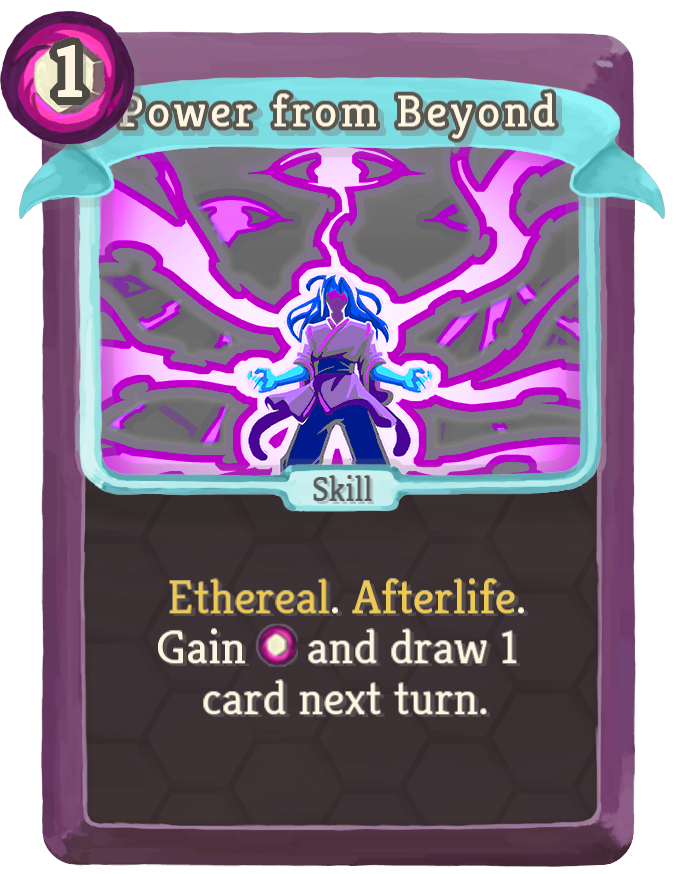 1
Power from Beyond
Skill
Ethereal. Afterlife.
Gain and draw 1
card next turn.